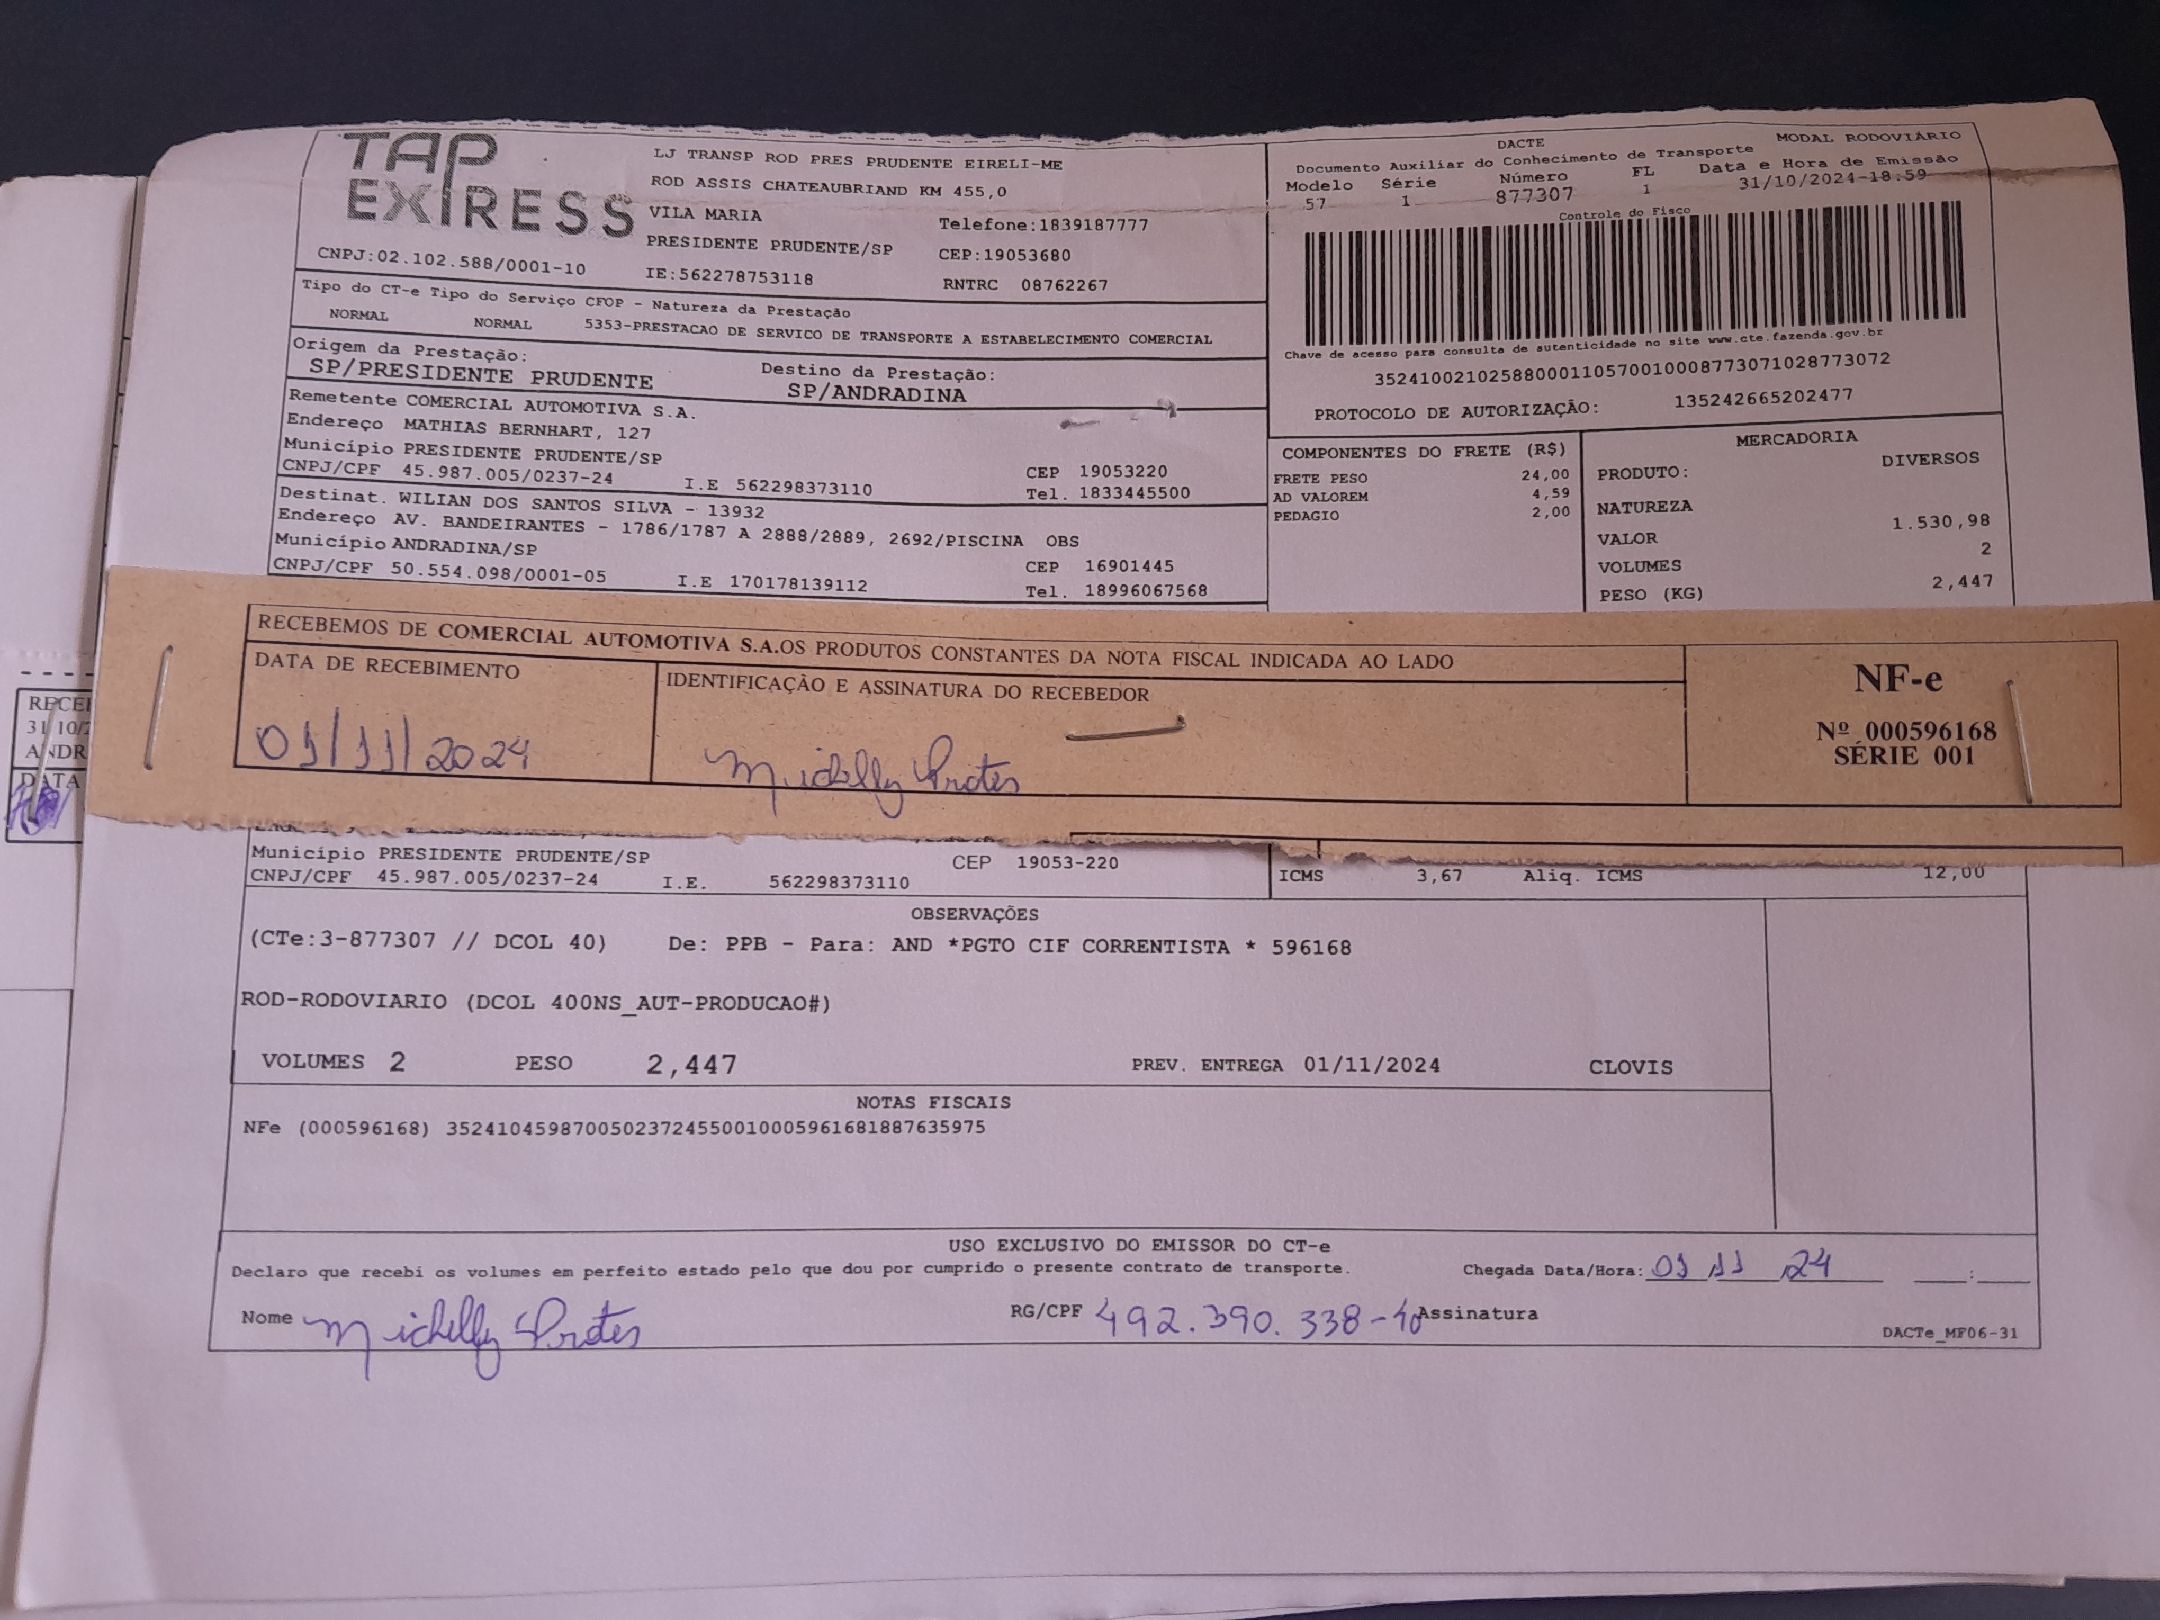 TAP
EXPRESS
LJ TRANSP ROD PRES PRUDENTE EIRELI-ME
ROD ASSIS CHATEAUBRIAND KM 455,0
VILA MARIA Telefone:1839187777
PRESIDENTE PRUDENTE/SP CEP:19053680
CNPJ:02.102.588/0001-10 IE:562278753118 RNTRC 08762267
DACTE MODAL RODOVIÁRIO
Documento Auxiliar do Conhecimento de Transporte
Modelo Série Número FL Data e Hora de Emissão
57 1 877307 1 31/10/2024-18:59
Controle do Fisco
Chave de acesso para consulta de autenticidade no site www.cte.fazenda.gov.br
35241002102588000110570010008773071028773072
PROTOCOLO DE AUTORIZAÇÃO: 135242665202477
Tipo do CT-e Tipo do Serviço CFOP - Natureza da Prestação
NORMAL NORMAL 5353-PRESTACAO DE SERVICO DE TRANSPORTE A ESTABELECIMENTO COMERCIAL
Origem da Prestação: Destino da Prestação:
SP/PRESIDENTE PRUDENTE SP/ANDRADINA
Remetente COMERCIAL AUTOMOTIVA S.A.
Endereço MATHIAS BERNHART, 127
Município PRESIDENTE PRUDENTE/SP CEP 19053220
CNPJ/CPF 45.987.005/0237-24 I.E 562298373110 Tel. 1833445500
Destinat. WILIAN DOS SANTOS SILVA - 13932
Endereço AV. BANDEIRANTES - 1786/1787 A 2888/2889, 2692/PISCINA OBS
Município ANDRADINA/SP CEP 16901445
CNPJ/CPF 50.554.098/0001-05 I.E 170178139112 Tel. 18996067568
COMPONENTES DO FRETE (R$)
FRETE PESO 24,00
AD VALOREM 4,59
PEDAGIO 2,00
MERCADORIA
PRODUTO: DIVERSOS
NATUREZA
VALOR 1.530,98
VOLUMES 2
PESO (KG) 2,447
RECEBEMOS DE COMERCIAL AUTOMOTIVA S.A.OS PRODUTOS CONSTANTES DA NOTA FISCAL INDICADA AO LADO
DATA DE RECEBIMENTO IDENTIFICAÇÃO E ASSINATURA DO RECEBEDOR
01/11/2024 Michelly Prates
NF-e
Nº 000596168
SÉRIE 001
RECE
31/10/2
ANDR
DATA
Município PRESIDENTE PRUDENTE/SP CEP 19053-220
CNPJ/CPF 45.987.005/0237-24 I.E. 562298373110
ICMS 3,67 Aliq. ICMS 12,00
OBSERVAÇÕES
(CTe:3-877307 // DCOL 40) De: PPB - Para: AND *PGTO CIF CORRENTISTA * 596168
ROD-RODOVIARIO (DCOL 400NS_AUT-PRODUCAO#)
VOLUMES 2 PESO 2,447 PREV. ENTREGA 01/11/2024 CLOVIS
NOTAS FISCAIS
NFe (000596168) 35241045987005023724550010005961681887635975
USO EXCLUSIVO DO EMISSOR DO CT-e
Declaro que recebi os volumes em perfeito estado pelo que dou por cumprido o presente contrato de transporte. Chegada Data/Hora: 01 11 24 :
Nome Michelly Prates RG/CPF 492.390.338-40 Assinatura
DACTe_MF06-31